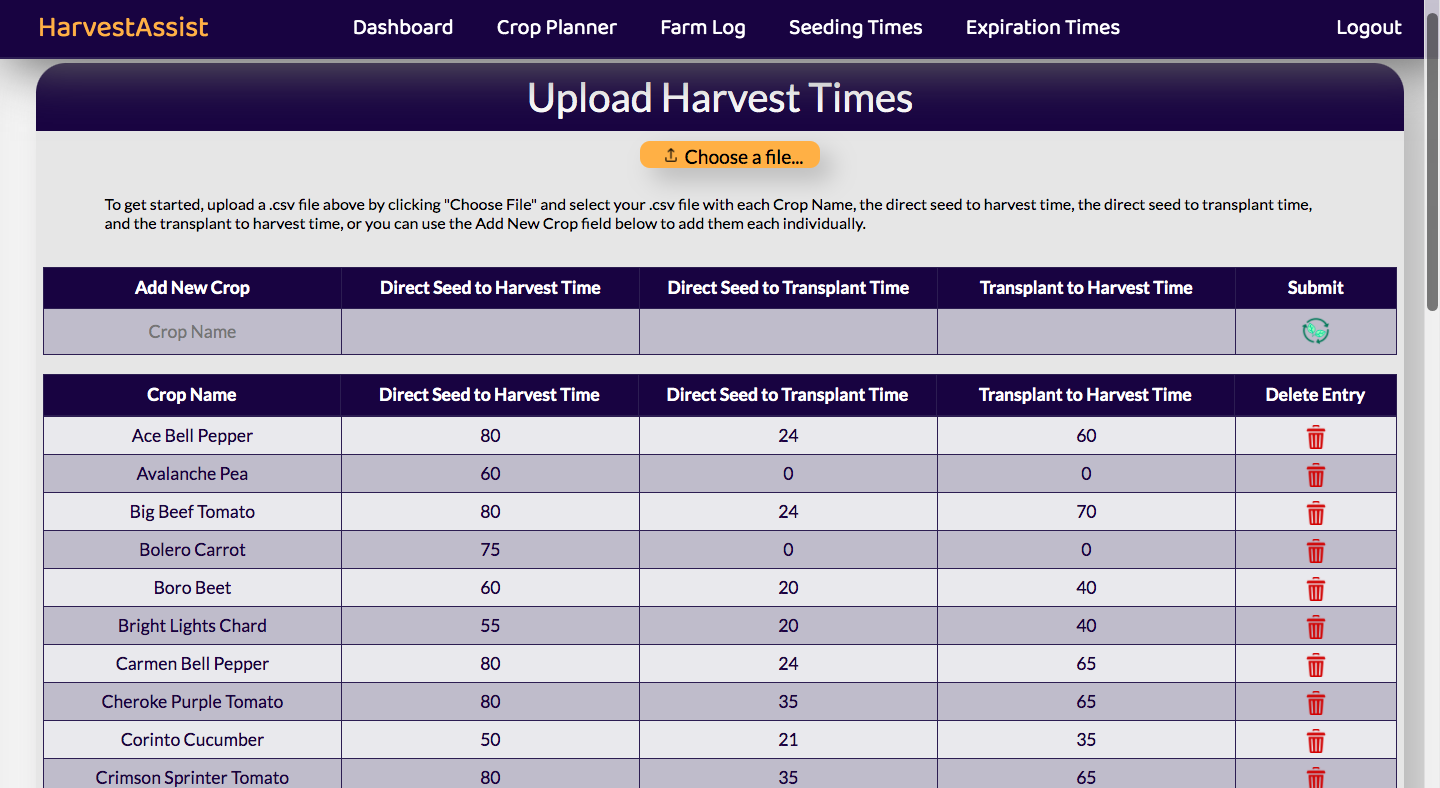 HarvestAssist Dashboard Crop Planner Farm Log Seeding Times Expiration Times Logout
Upload Harvest Times
Choose a file...
To get started, upload a .csv file above by clicking "Choose File" and select your .csv file with each Crop Name, the direct seed to harvest time, the direct seed to transplant time,
and the transplant to harvest time, or you can use the Add New Crop field below to add them each individually.
Add New Crop Direct Seed to Harvest Time Direct Seed to Transplant Time Transplant to Harvest Time Submit
Crop Name
Crop Name Direct Seed to Harvest Time Direct Seed to Transplant Time Transplant to Harvest Time Delete Entry
Ace Bell Pepper 80 24 60
Avalanche Pea 60 0 0
Big Beef Tomato 80 24 70
Bolero Carrot 75 0 0
Boro Beet 60 20 40
Bright Lights Chard 55 20 40
Carmen Bell Pepper 80 24 65
Cheroke Purple Tomato 80 35 65
Corinto Cucumber 50 21 35
Crimson Sprinter Tomato 80 35 65